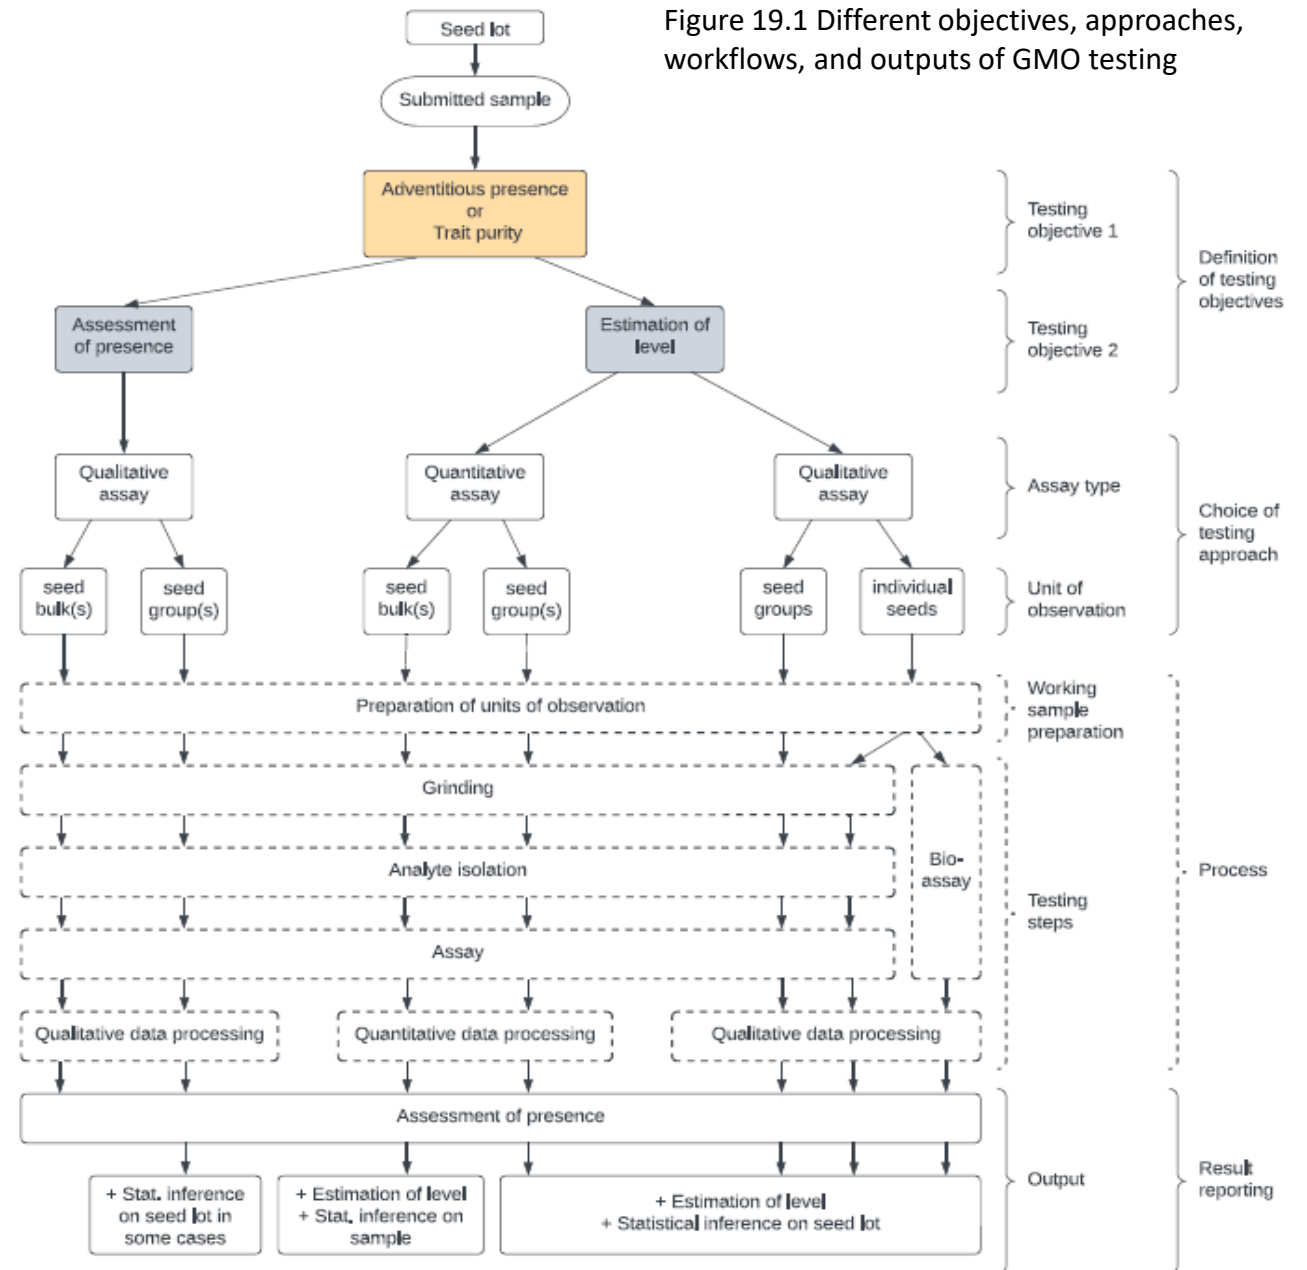 Figure 19.1 Different objectives, approaches,
workflows, and outputs of GMO testing
Seed lot
Submitted sample
Adventitious presence
or
Trait purity
Testing
objective 1
Definition
of testing
objectives
Assessment
of presence
Estimation of
level
Testing
objective 2
Qualitative
assay
Quantitative
assay
Qualitative
assay
Assay type
Choice of
testing
approach
seed
bulk(s)
seed
group(s)
seed
bulk(s)
seed
group(s)
seed
groups
individual
seeds
Unit of
observation
Preparation of units of observation
Working
sample
preparation
Grinding
Analyte isolation
Bio-
assay
Assay
Testing
steps
Process
Qualitative data processing
Quantitative data processing
Qualitative data processing
Assessment of presence
+ Stat. inference
on seed lot in
some cases
+ Estimation of level
+ Stat. inference on
sample
+ Estimation of level
+ Statistical inference on seed lot
Output
Result
reporting